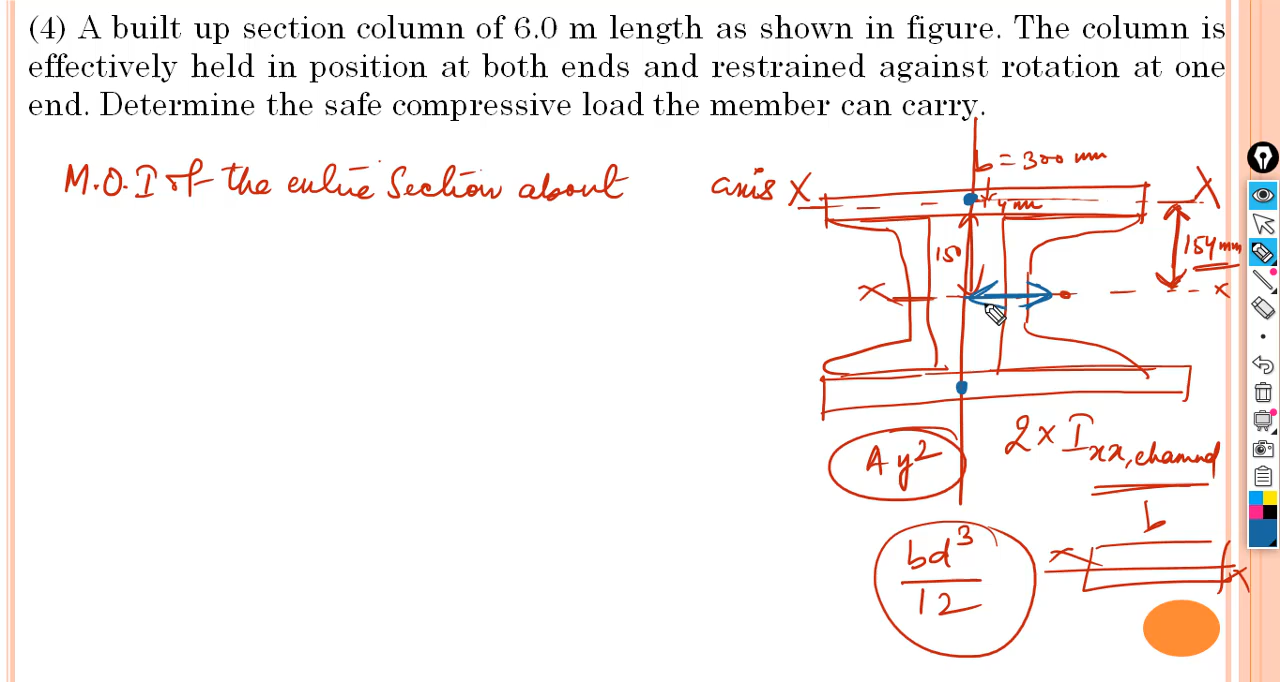 (4) A built up section column of 6.0 m length as shown in figure. The column is
effectively held in position at both ends and restrained against rotation at one
end. Determine the safe compressive load the member can carry.
b = 300 mm
M.O.I of the entire Section about axis X X
4 mm
150
154 mm
x x
Ay²
2 x Ixx, channel
b
bd³
12
x x